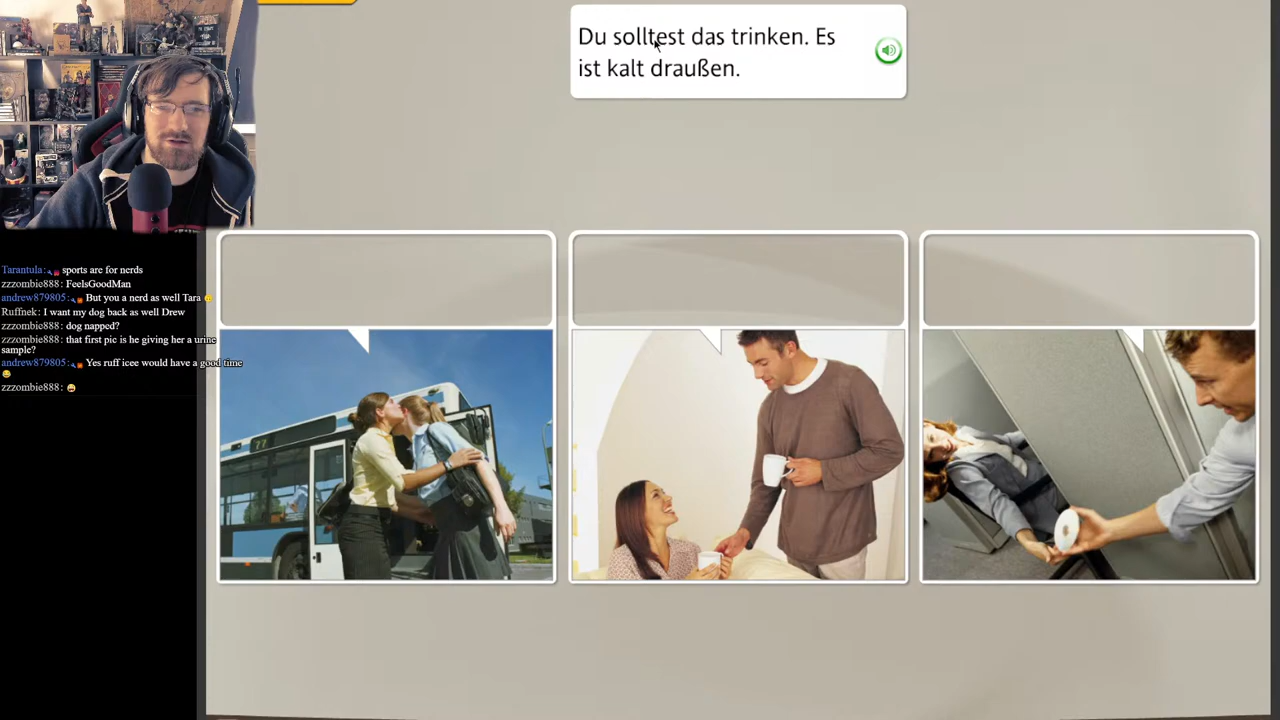 Du solltest das trinken. Es
ist kalt draußen.
Tarantula: sports are for nerds
zzzombie888: FeelsGoodMan
andrew879805: But you a nerd as well Tara
Ruffnek: I want my dog back as well Drew
zzzombie888: dog napped?
zzzombie888: that first pic is he giving her a urine
sample?
andrew879805: Yes ruff icee would have a good time
zzzombie888:
77